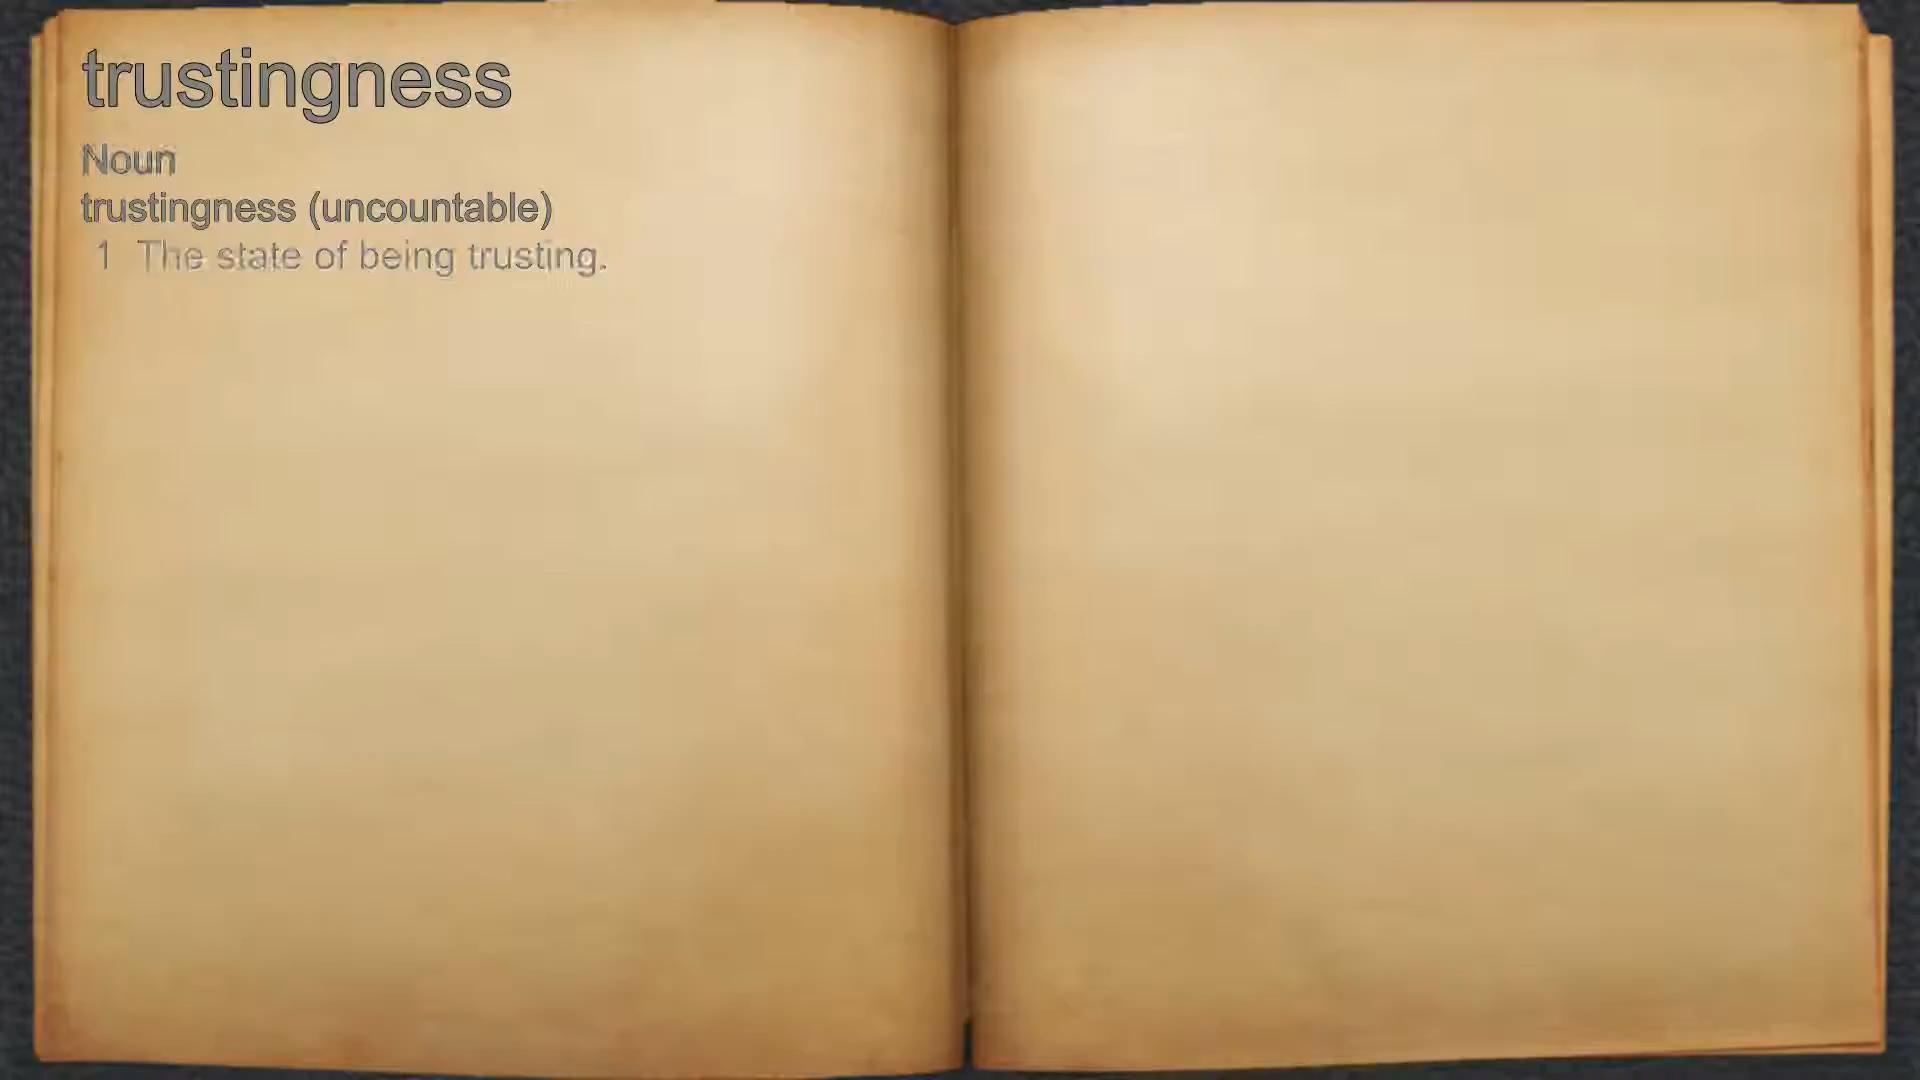 trustingness
Noun
trustingness (uncountable)
1 The state of being trusting.